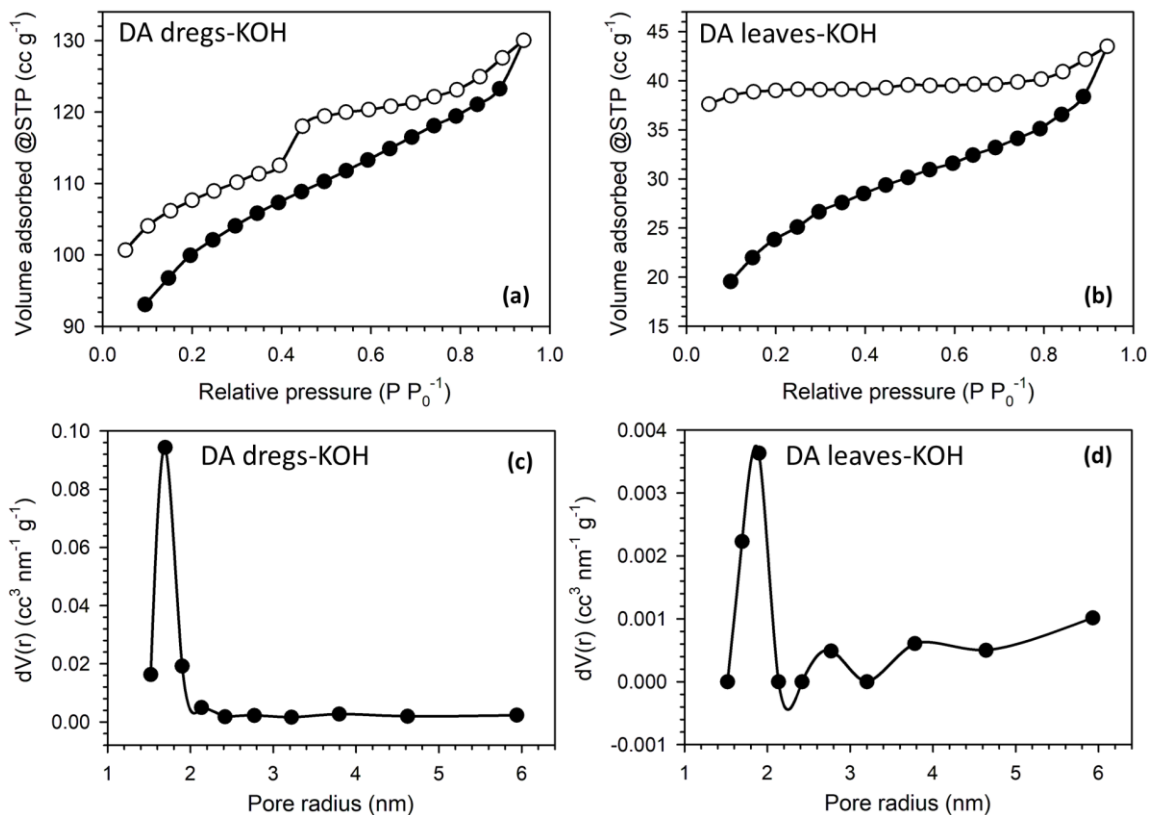 DA dregs-KOH
130
120
110
100
90
Volume adsorbed @STP (cc g⁻¹)
(a)
0.0 0.2 0.4 0.6 0.8 1.0
Relative pressure (P P₀⁻¹)
DA leaves-KOH
45
40
35
30
25
20
15
Volume adsorbed @STP (cc g⁻¹)
(b)
0.0 0.2 0.4 0.6 0.8 1.0
Relative pressure (P P₀⁻¹)
DA dregs-KOH
(c)
0.10
0.08
0.06
0.04
0.02
0.00
dV(r) (cc³ nm⁻¹ g⁻¹)
1 2 3 4 5 6
Pore radius (nm)
DA leaves-KOH
(d)
0.004
0.003
0.002
0.001
0.000
-0.001
dV(r) (cc³ nm⁻¹ g⁻¹)
1 2 3 4 5 6
Pore radius (nm)